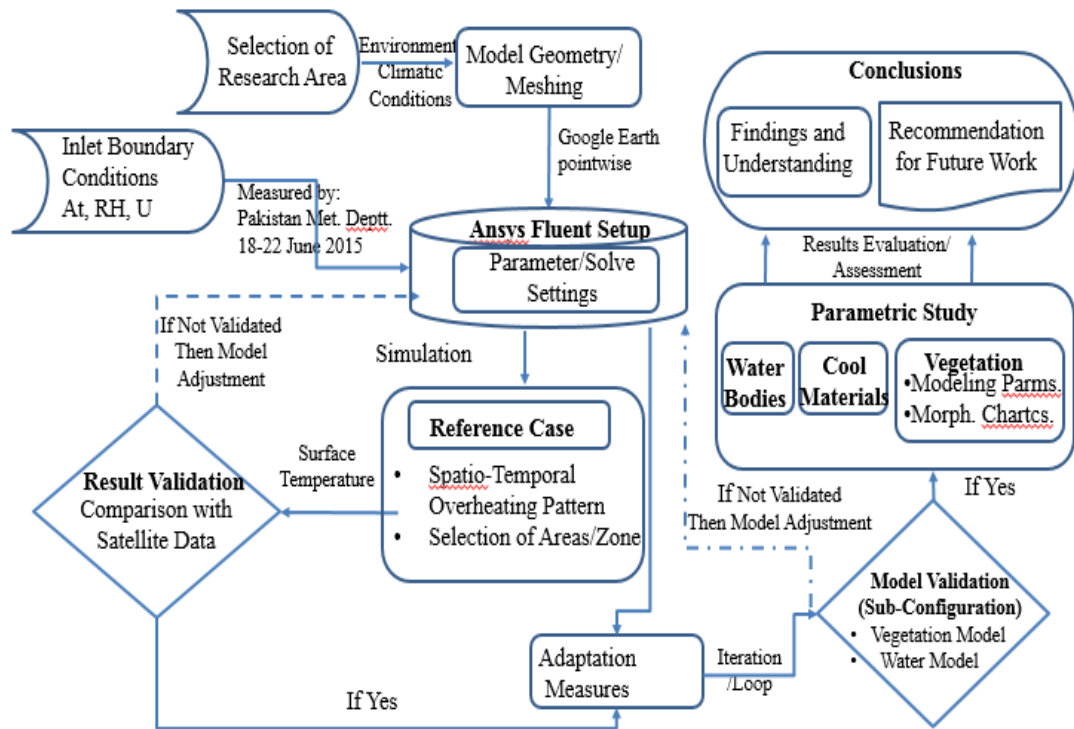 Selection of
Research Area
Environment
Climatic
Conditions
Model Geometry/
Meshing
Google Earth
pointwise
Inlet Boundary
Conditions
At, RH, U
Measured by:
Pakistan Met. Deptt.
18-22 June 2015
Ansys Fluent Setup
Parameter/Solve
Settings
If Not Validated
Then Model
Adjustment
Simulation
Reference Case
• Spatio-Temporal
Overheating Pattern
• Selection of Areas/Zone
Surface
Temperature
Result Validation
Comparison with
Satellite Data
If Yes
Adaptation
Measures
Iteration
/Loop
Model Validation
(Sub-Configuration)
• Vegetation Model
• Water Model
If Not Validated
Then Model Adjustment
If Yes
Parametric Study
Water
Bodies
Cool
Materials
Vegetation
•Modeling Parms.
•Morph. Chartcs.
Results Evaluation/
Assessment
Conclusions
Findings and
Understanding
Recommendation
for Future Work